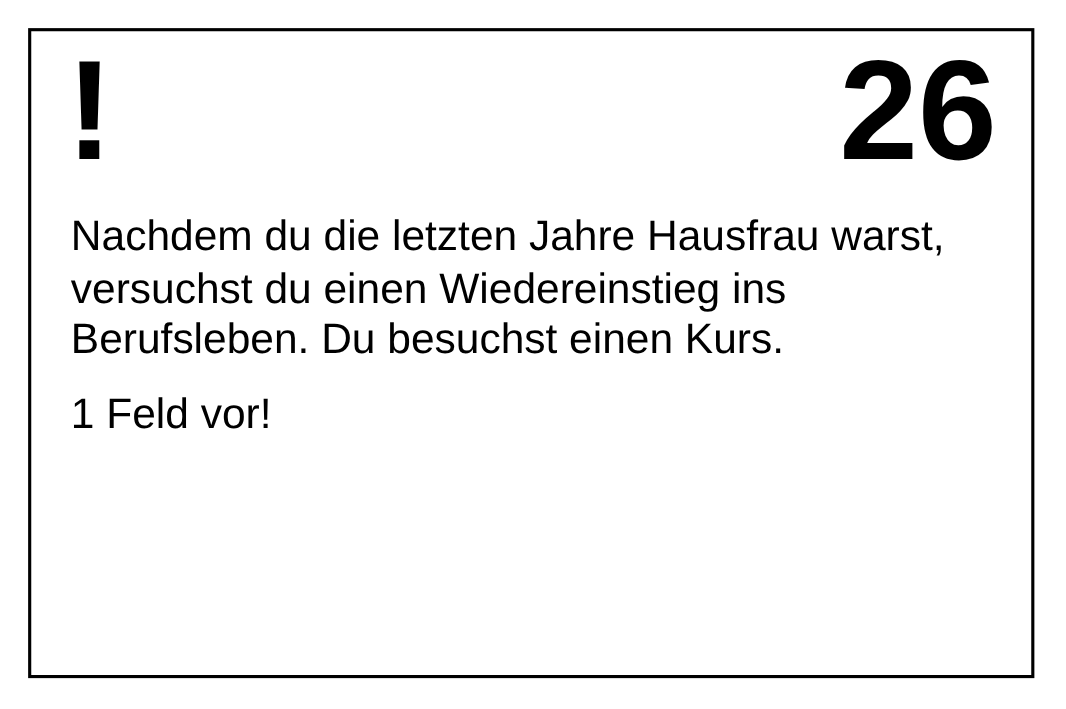 ! 26
Nachdem du die letzten Jahre Hausfrau warst,
versuchst du einen Wiedereinstieg ins
Berufsleben. Du besuchst einen Kurs.
1 Feld vor!